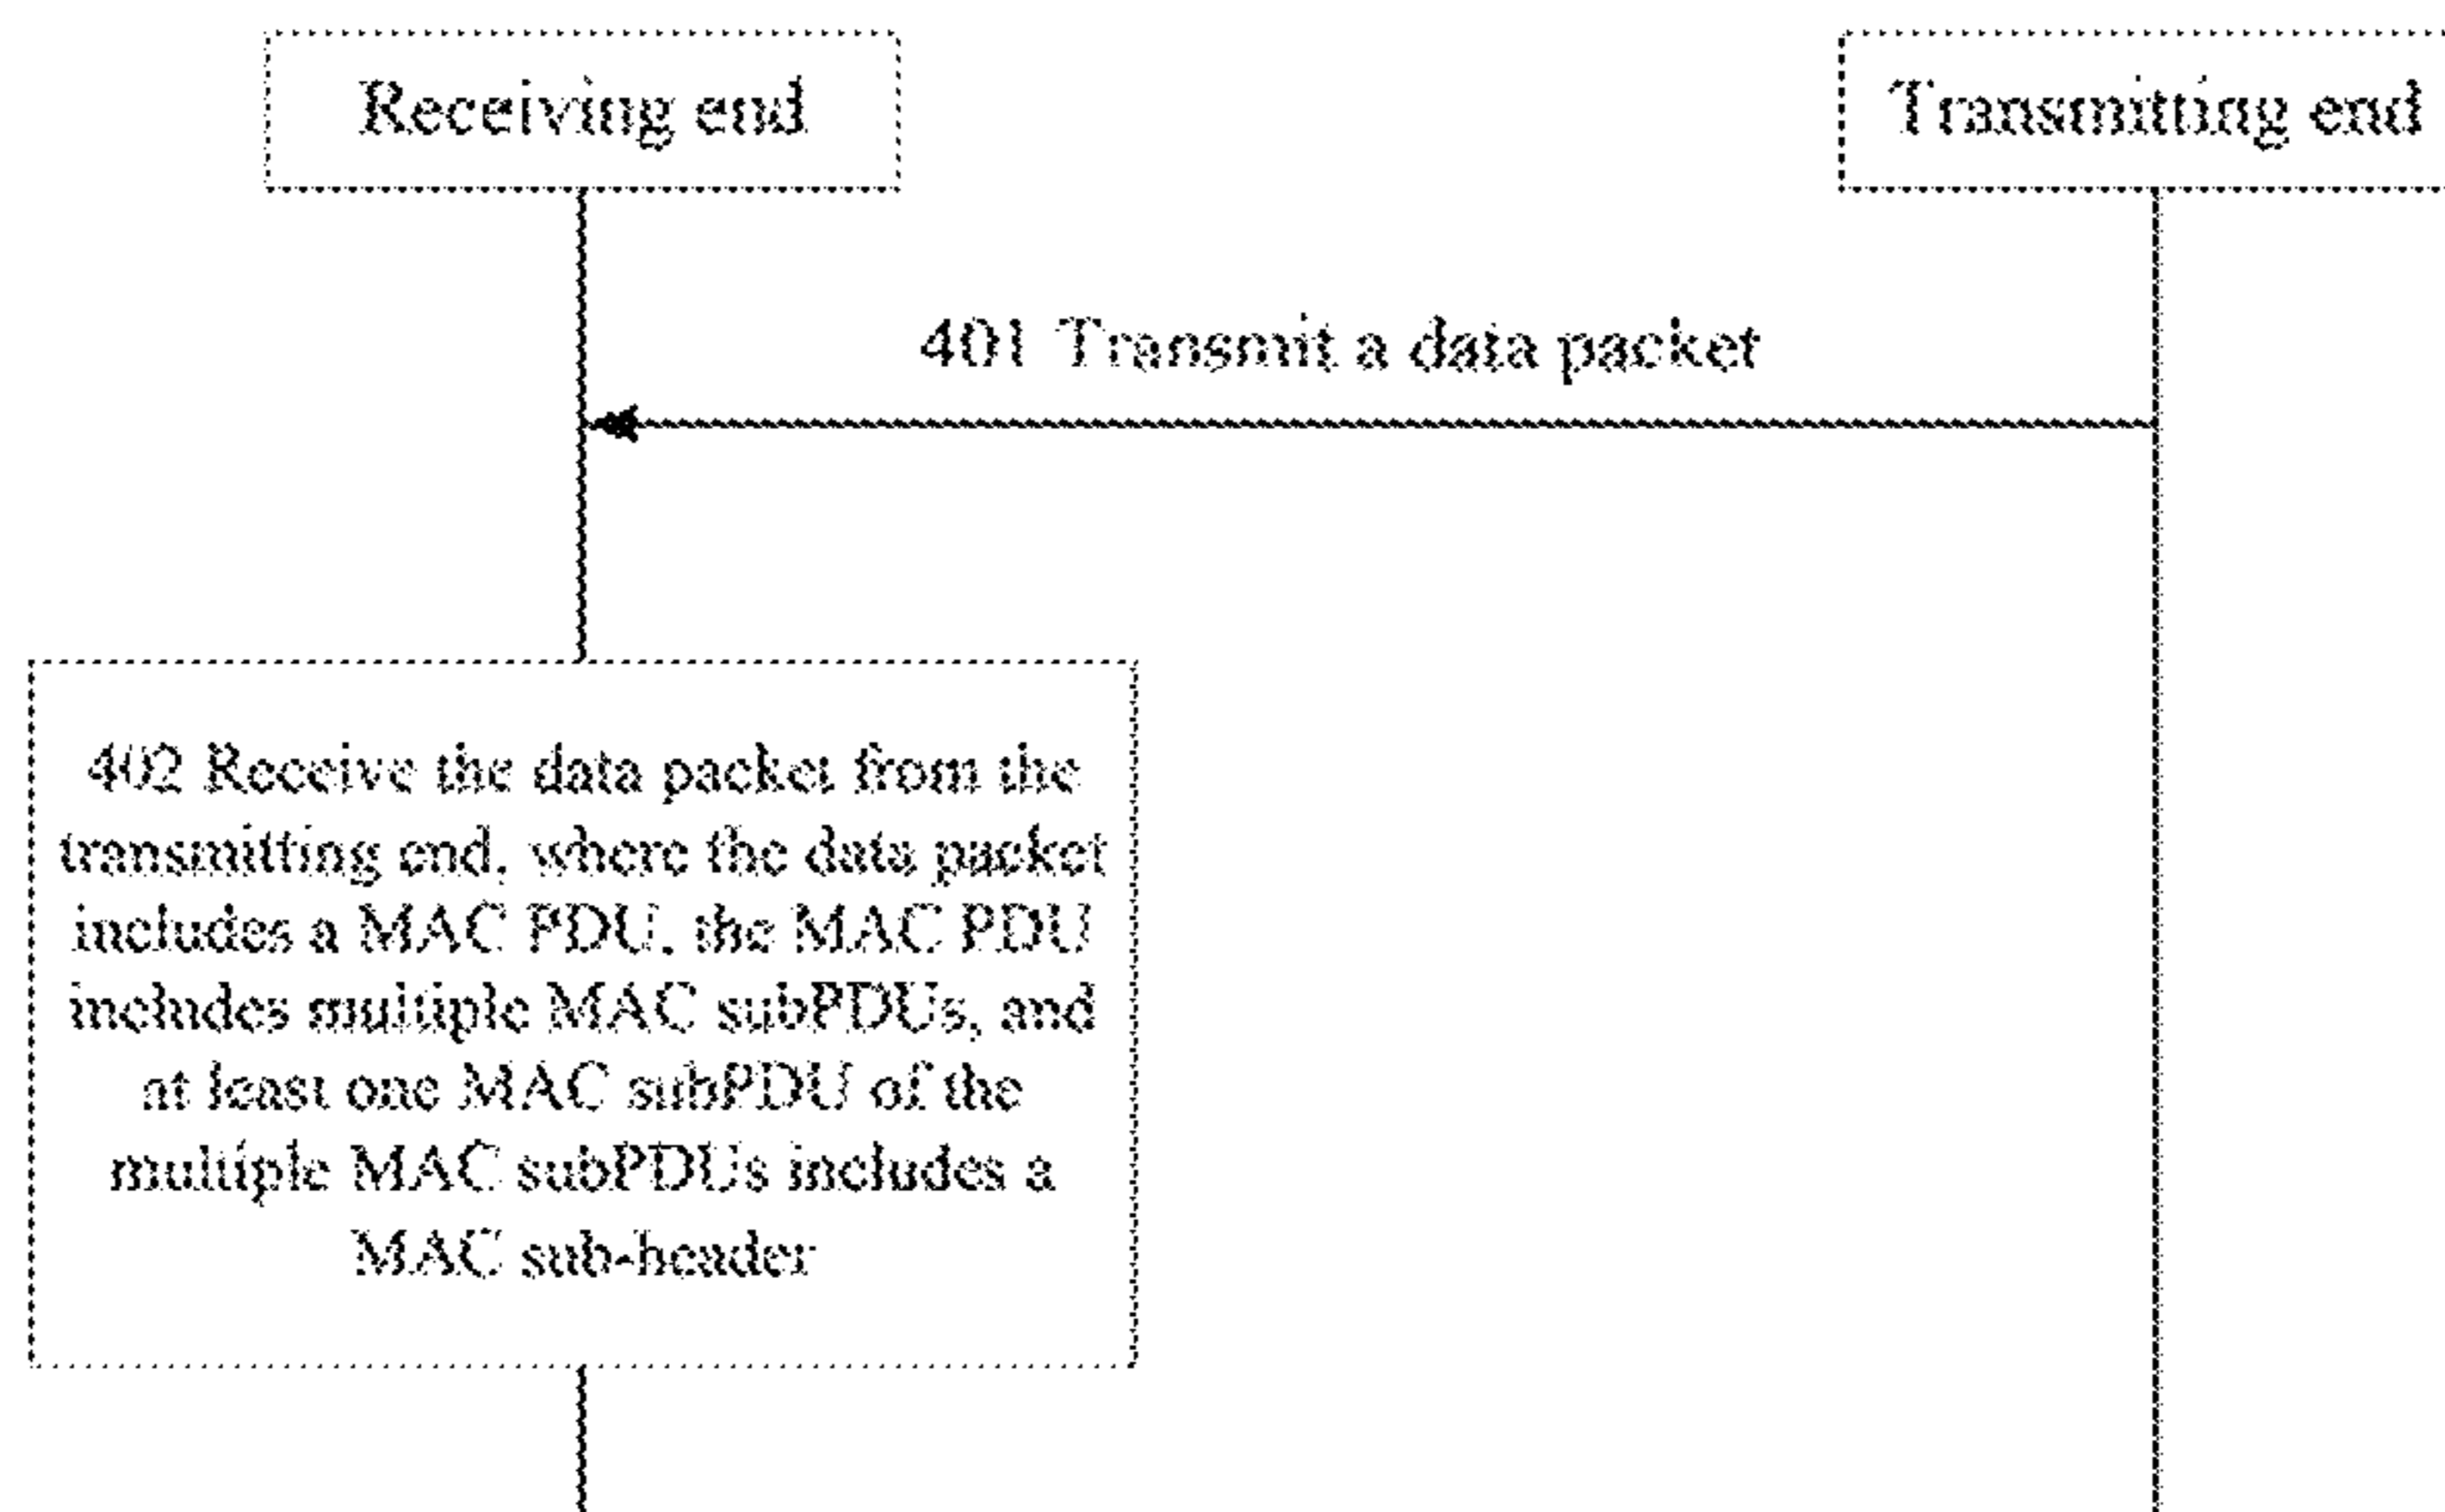 Receiving end
Transmitting end
401 Transmit a data packet
402 Receive the data packet from the
transmitting end, where the data packet
includes a MAC PDU, the MAC PDU
includes multiple MAC subPDUs, and
at least one MAC subPDU of the
multiple MAC subPDUs includes a
MAC sub-header